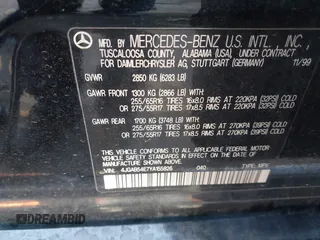 MFD. BY MERCEDES-BENZ U.S. INTL., INC.,
TUSCALOOSA COUNTY, ALABAMA (USA), UNDER CONTRACT
FOR DAIMLERCHRYSLER AG, STUTTGART (GERMANY) 11/99
GVWR 2850 KG (6283 LB)
GAWR FRONT 1300 KG (2866 LB) WITH
255/65R16 TIRES 16x8.0 RIMS AT 220KPA [32PSI] COLD
OR 275/55R17 TIRES 17x8.5 RIMS AT 220KPA [32PSI] COLD
GAWR REAR 1700 KG (3748 LB) WITH
255/65R16 TIRES 16x8.0 RIMS AT 270KPA [39PSI] COLD
OR 275/55R17 TIRES 17x8.5 RIMS AT 270KPA [39PSI] COLD
THIS VEHICLE CONFORMS TO ALL APPLICABLE FEDERAL MOTOR
VEHICLE SAFETY STANDARDS IN EFFECT ON THE DATE OF
MANUFACTURE SHOWN ABOVE.
VIN: 4JGAB54E7YA155826 040 TYPE: MPV
DREAMBID